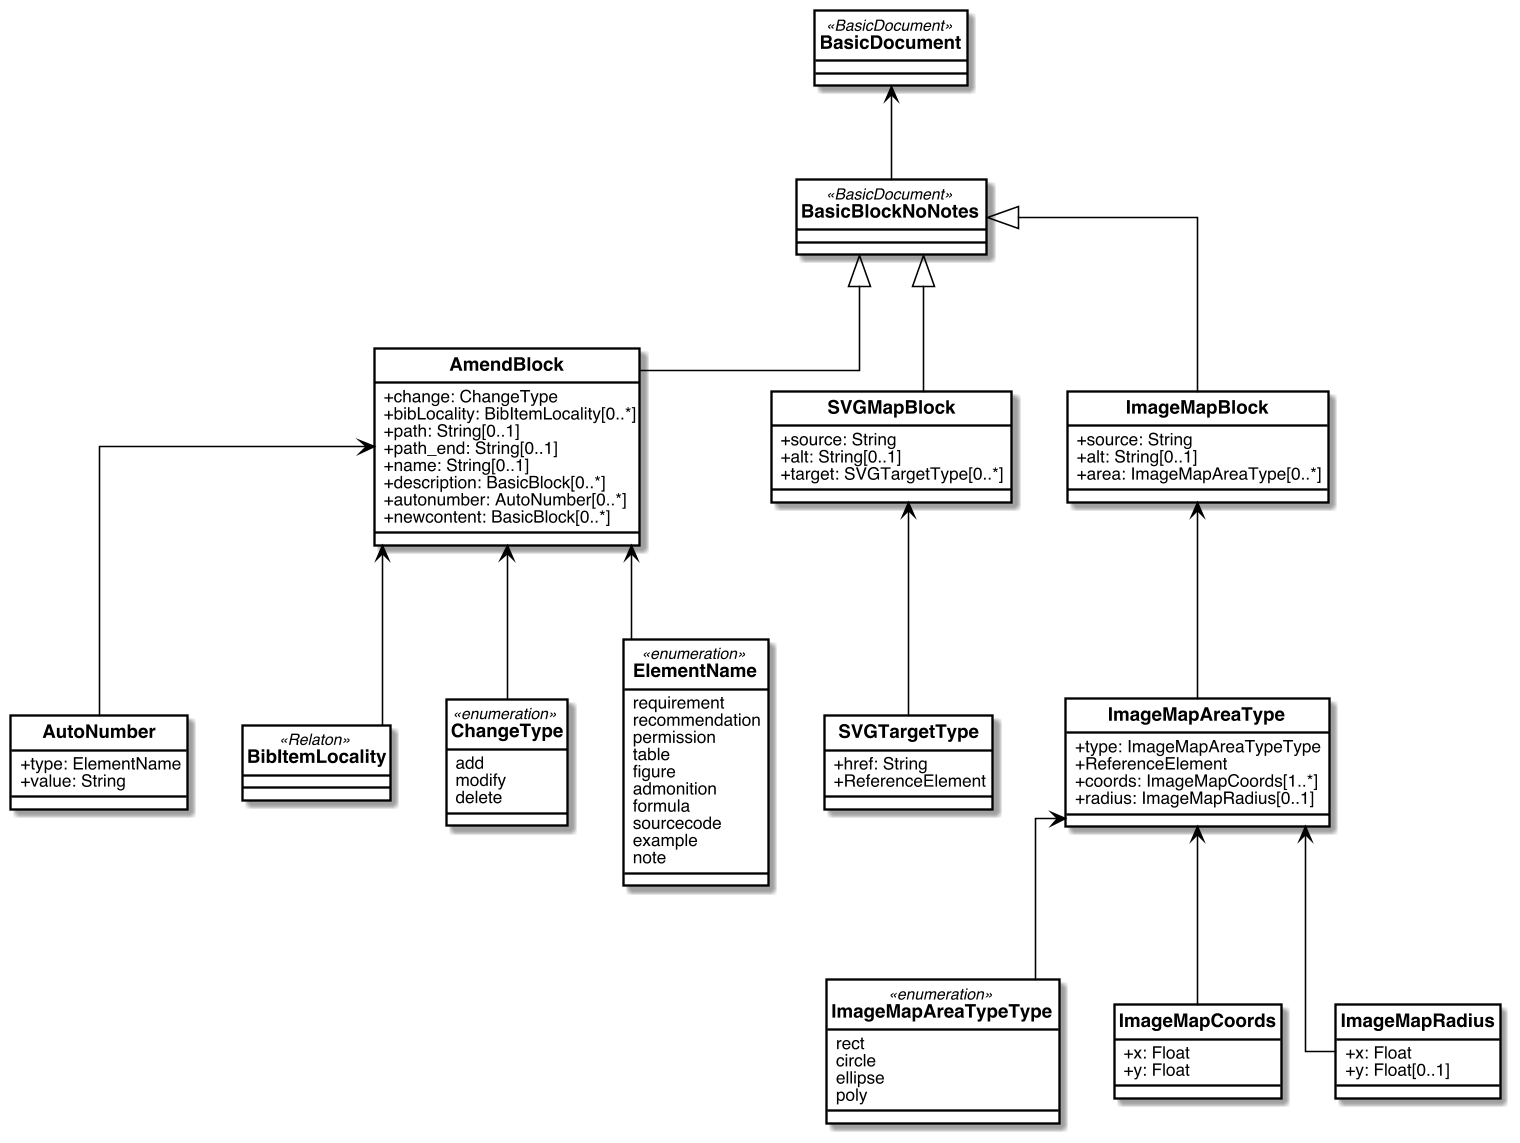 «BasicDocument»
BasicDocument
«BasicDocument»
BasicBlockNoNotes
AmendBlock
+change: ChangeType
+bibLocality: BibItemLocality[0..*]
+path: String[0..1]
+path_end: String[0..1]
+name: String[0..1]
+description: BasicBlock[0..*]
+autonumber: AutoNumber[0..*]
+newcontent: BasicBlock[0..*]
SVGMapBlock
+source: String
+alt: String[0..1]
+target: SVGTargetType[0..*]
ImageMapBlock
+source: String
+alt: String[0..1]
+area: ImageMapAreaType[0..*]
AutoNumber
+type: ElementName
+value: String
«Relaton»
BibItemLocality
«enumeration»
ChangeType
add
modify
delete
«enumeration»
ElementName
requirement
recommendation
permission
table
figure
admonition
formula
sourcecode
example
note
SVGTargetType
+href: String
+ReferenceElement
ImageMapAreaType
+type: ImageMapAreaTypeType
+ReferenceElement
+coords: ImageMapCoords[1..*]
+radius: ImageMapRadius[0..1]
«enumeration»
ImageMapAreaTypeType
rect
circle
ellipse
poly
ImageMapCoords
+x: Float
+y: Float
ImageMapRadius
+x: Float
+y: Float[0..1]